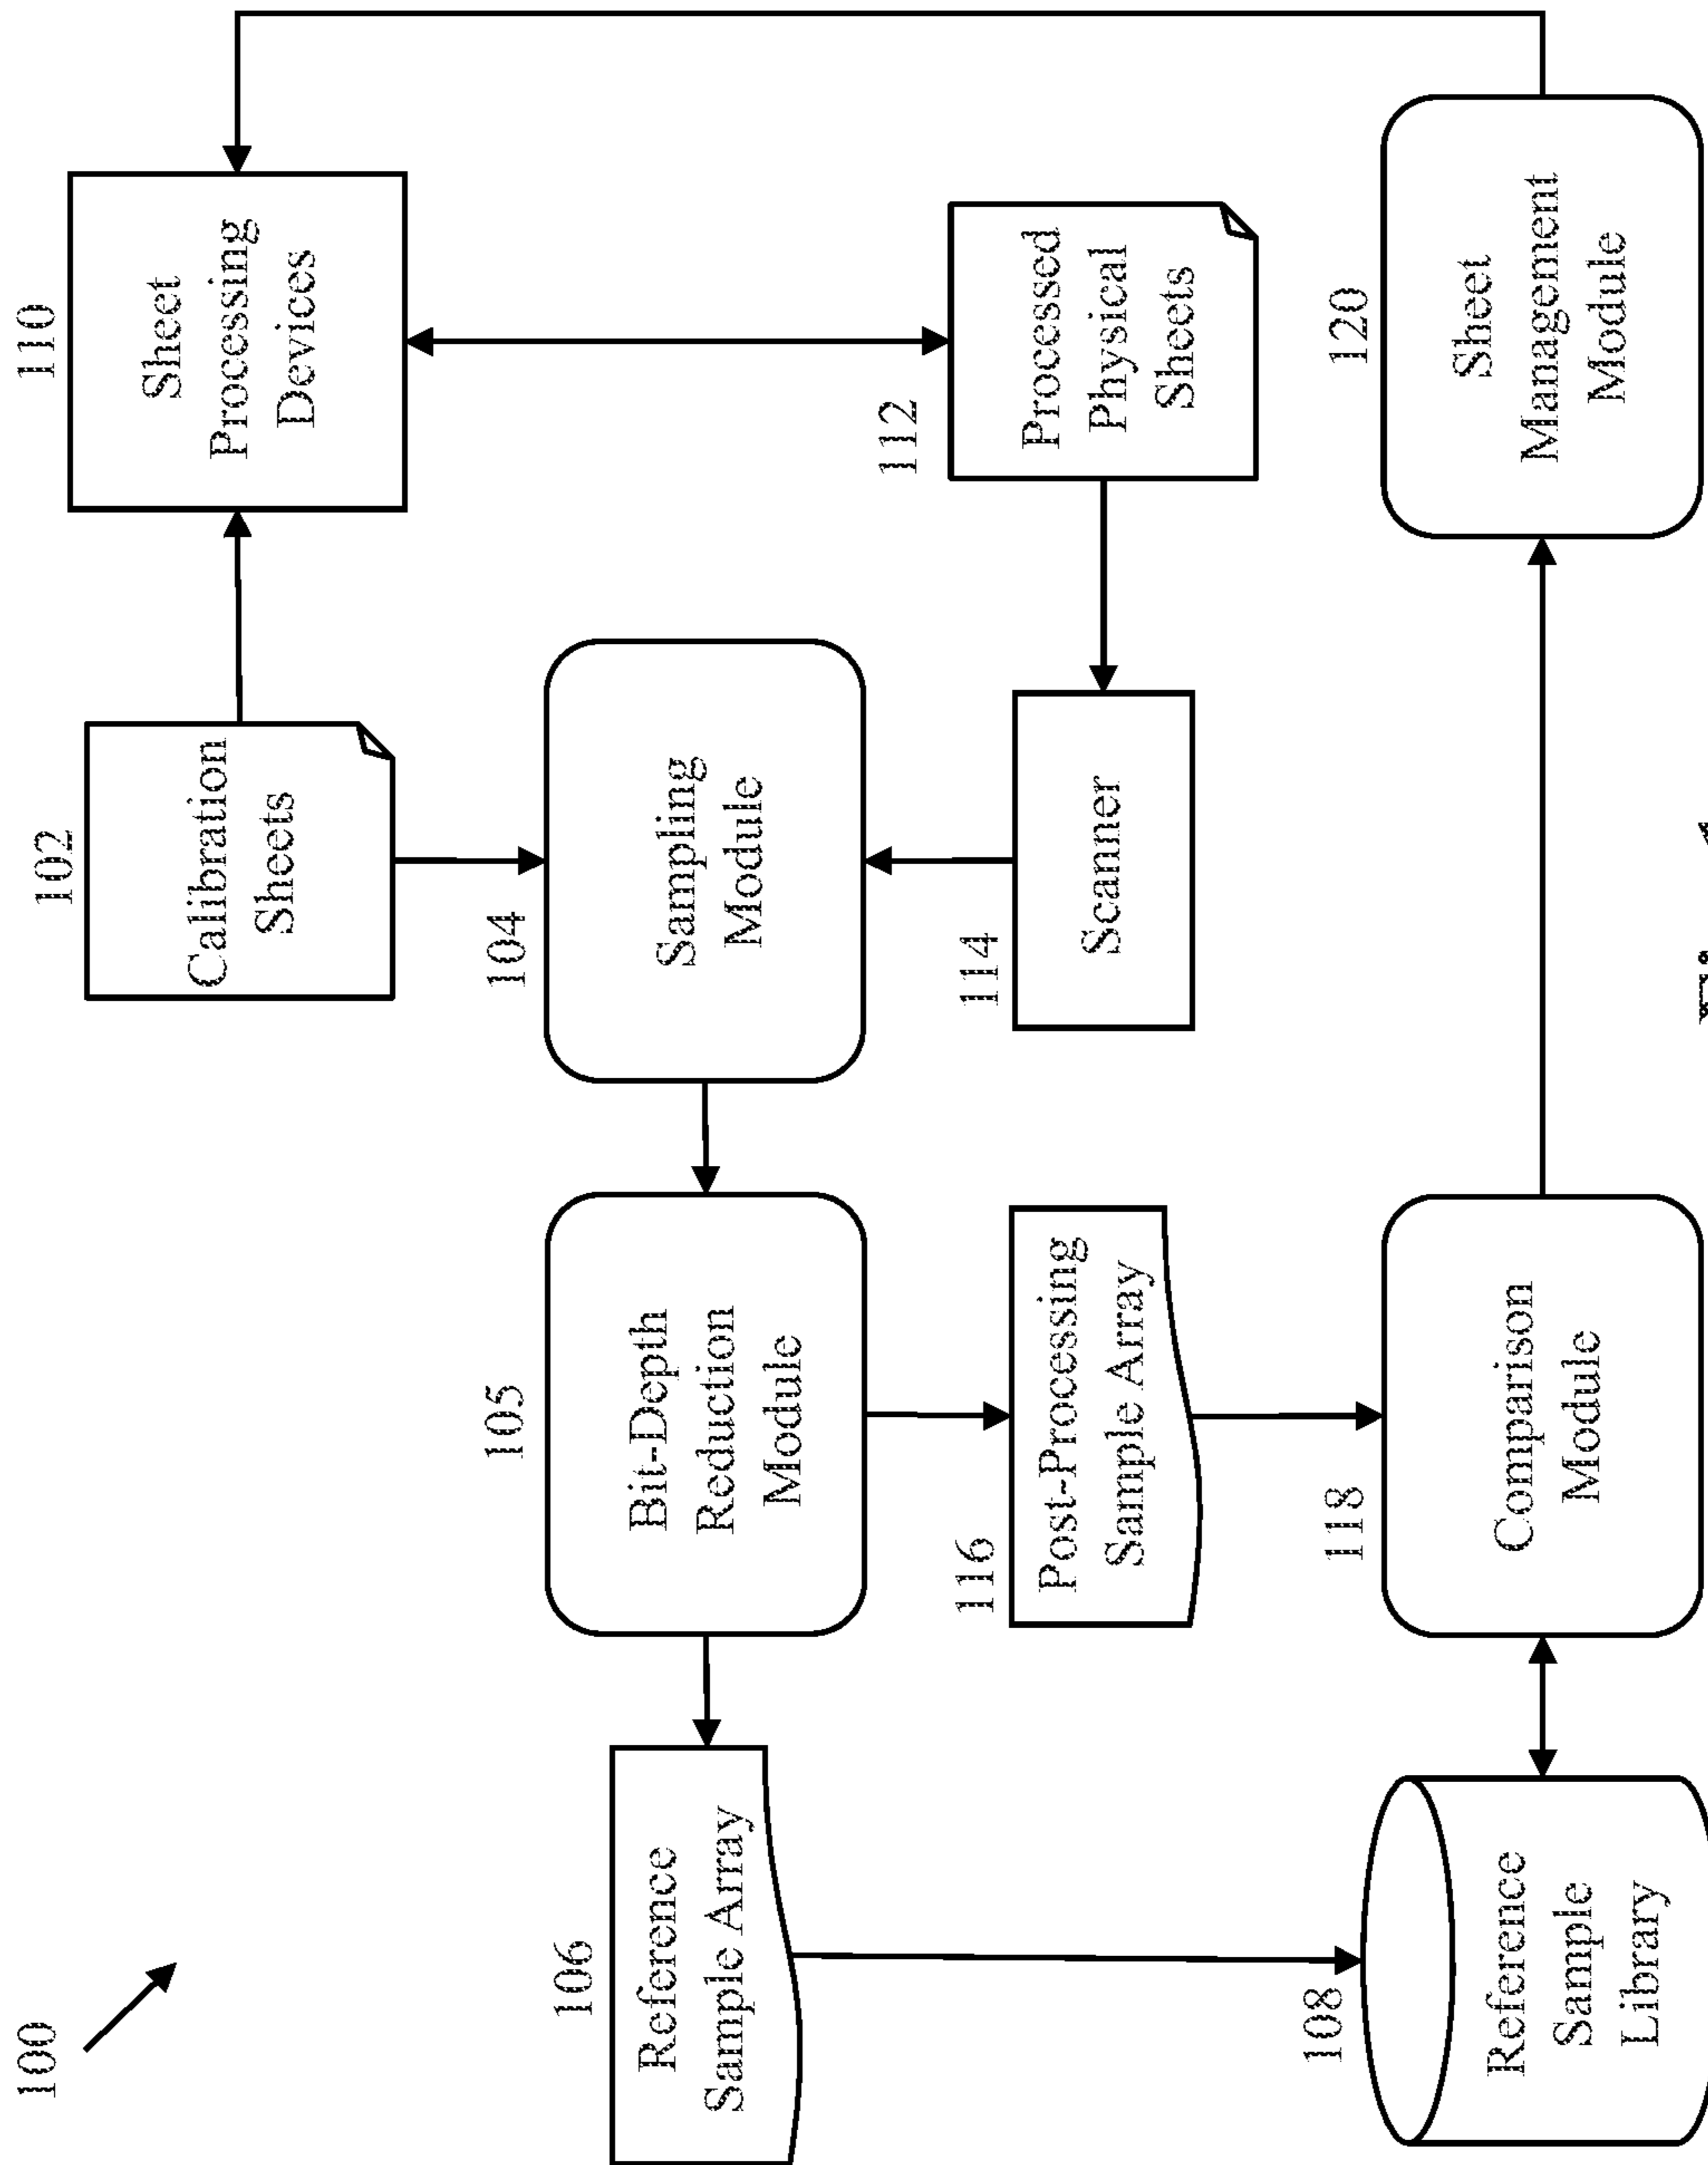 100
102
Calibration
Sheets
110
Sheet
Processing
Devices
104
Sampling
Module
105
Bit-Depth
Reduction
Module
106
Reference
Sample Array
112
Processed
Physical
Sheets
114
Scanner
116
Post-Processing
Sample Array
108
Reference
Sample
Library
118
Comparison
Module
120
Sheet
Management
Module